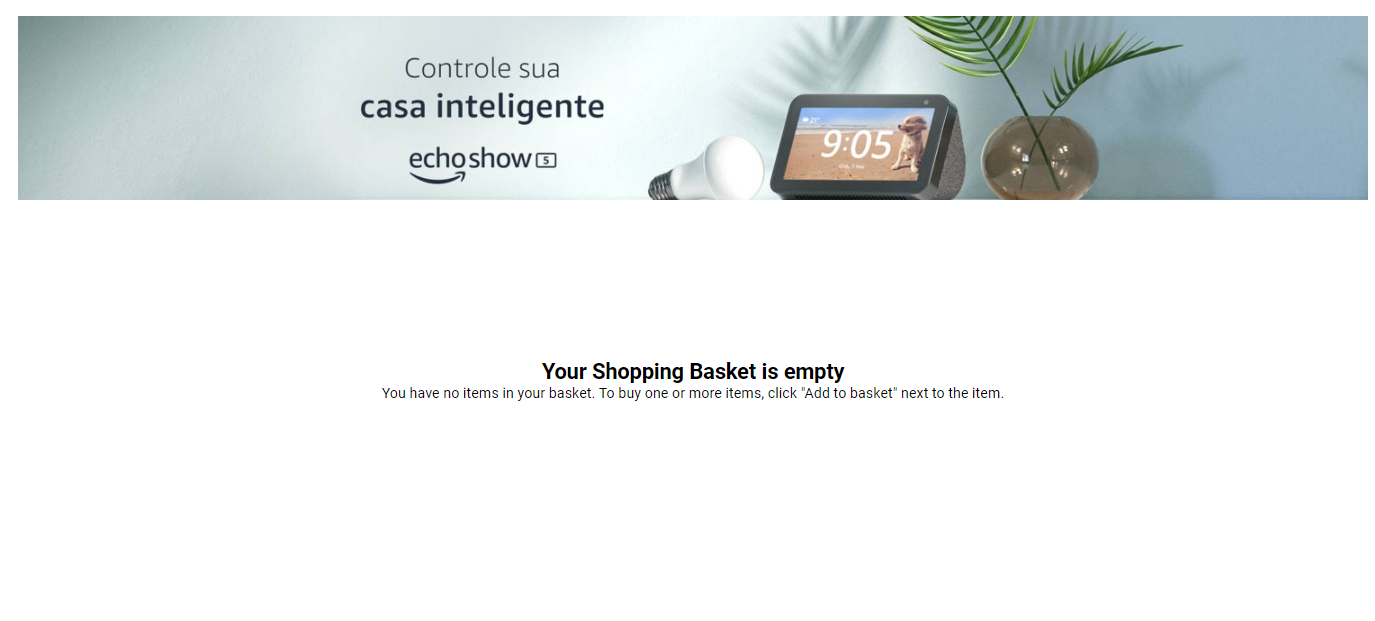 Controle sua
casa inteligente
echo show 5
21°
9:05
Your Shopping Basket is empty
You have no items in your basket. To buy one or more items, click "Add to basket" next to the item.